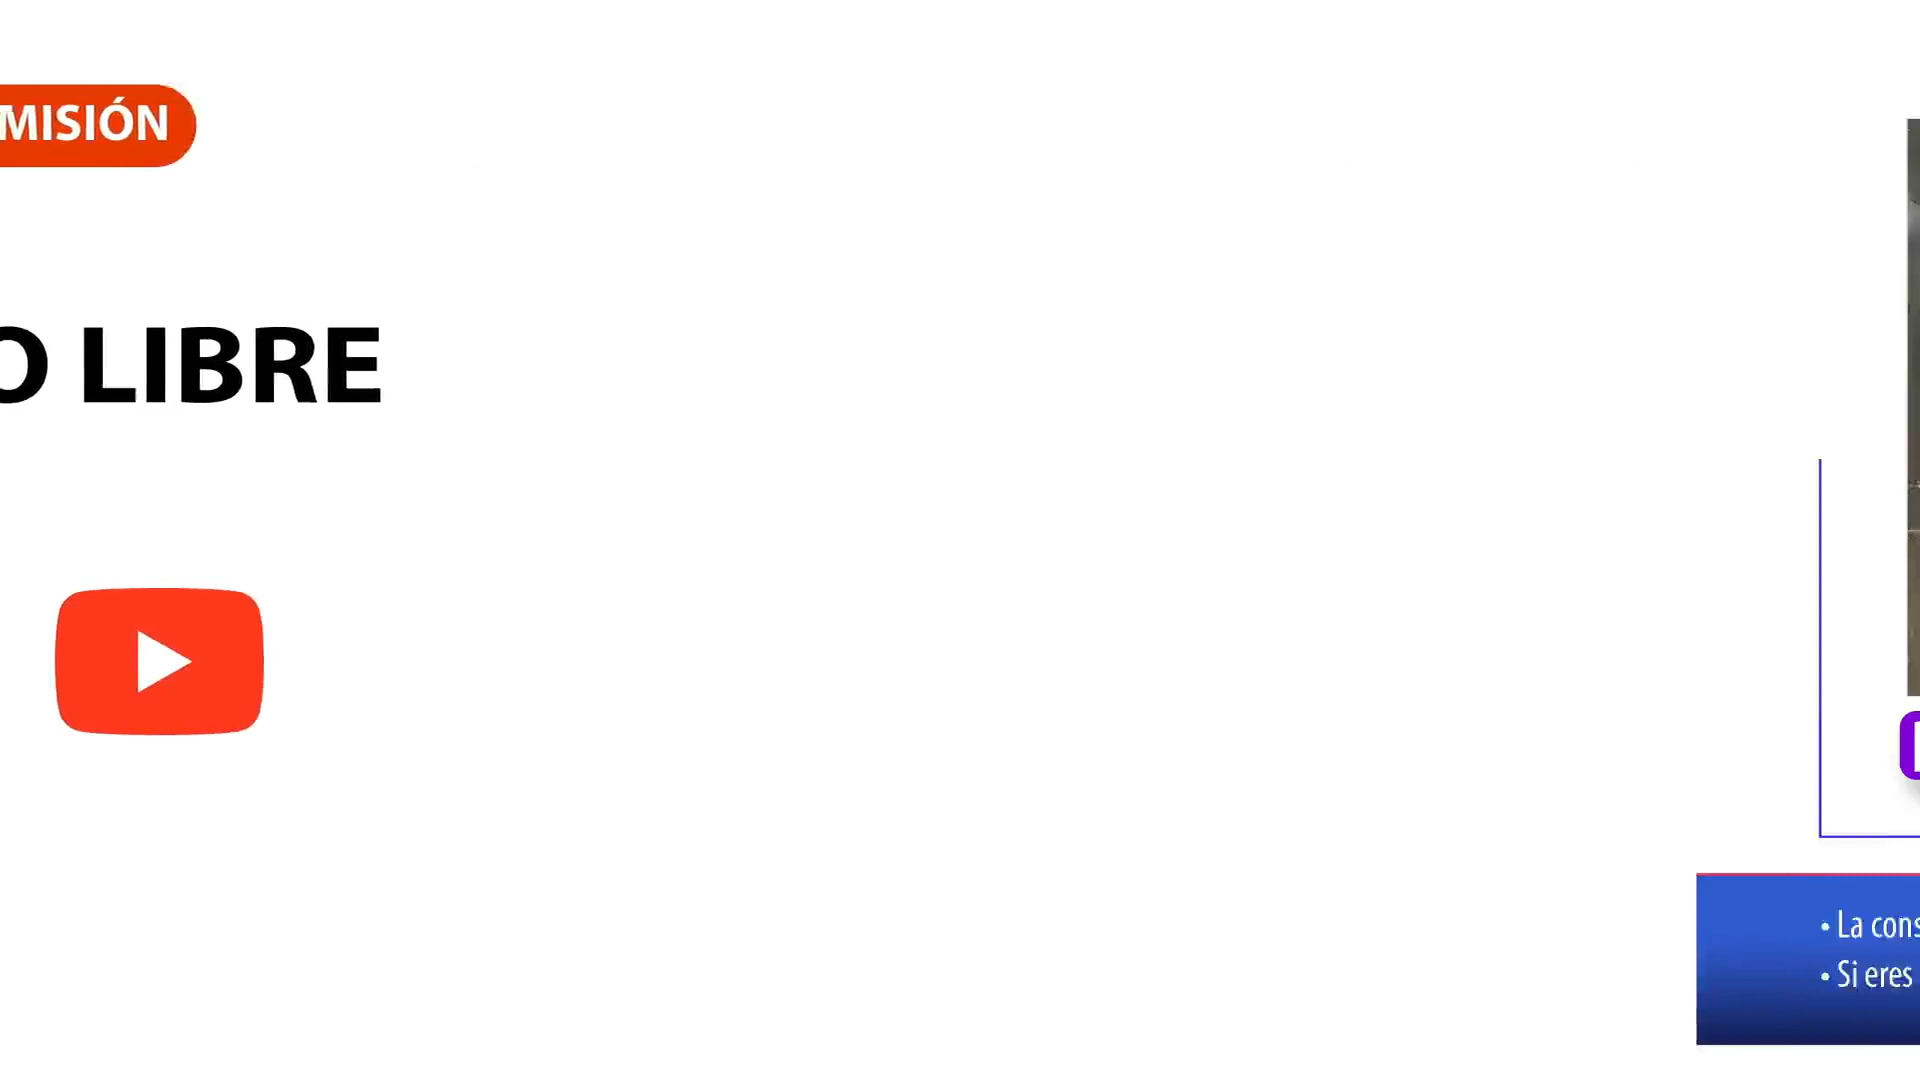 MISIÓN
O LIBRE
• La cons
• Si eres